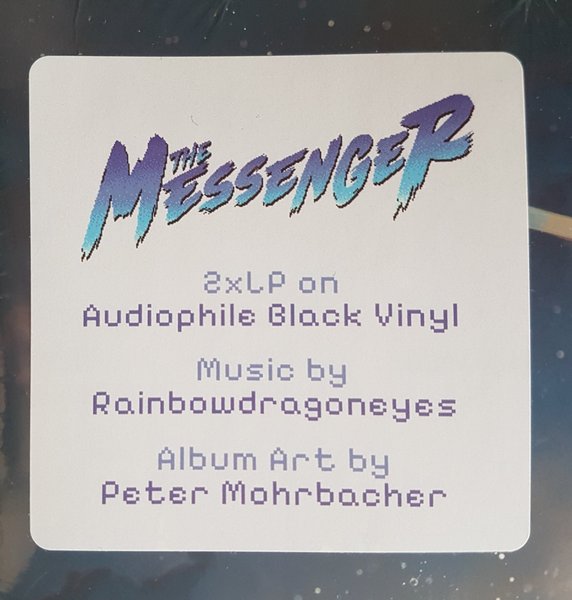 THE
MESSENGER
2xLP on
Audiophile Black Vinyl
Music by
Rainbowdragoneyes
Album Art by
Peter Mohrbacher